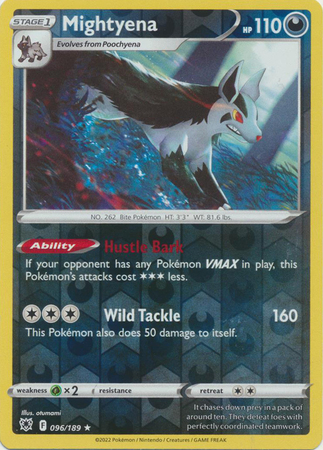 STAGE 1
Mightyena
HP 110
Evolves from Poochyena
NO. 262 Bite Pokémon HT: 3'3" WT: 81.6 lbs.
Ability Hustle Bark
If your opponent has any Pokémon VMAX in play, this
Pokémon's attacks cost ✱✱✱ less.
Wild Tackle 160
This Pokémon also does 50 damage to itself.
weakness ×2 resistance retreat ✱
Illus. otumami
F 096/189 ★
It chases down prey in a pack of
around ten. They defeat foes with
perfectly coordinated teamwork.
©2022 Pokémon / Nintendo / Creatures / GAME FREAK